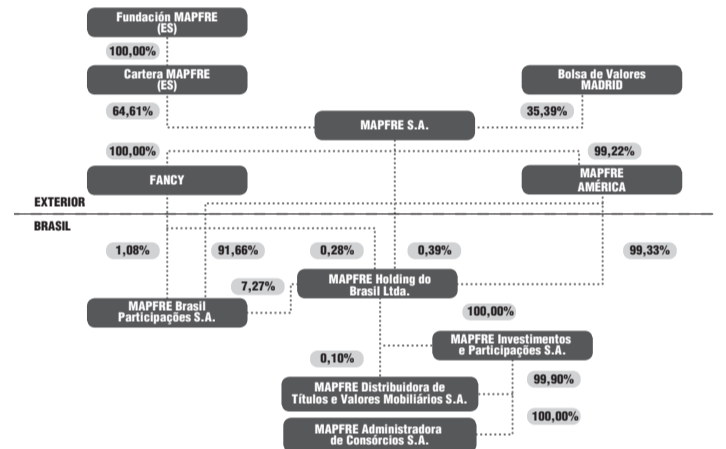 Fundación MAPFRE
(ES)
100,00%
Cartera MAPFRE
(ES)
Bolsa de Valores
MADRID
64,61%
35,39%
MAPFRE S.A.
100,00%
99,22%
FANCY
MAPFRE
AMÉRICA
EXTERIOR
BRASIL
1,08%
91,66%
0,28%
0,39%
99,33%
7,27%
MAPFRE Holding do
Brasil Ltda.
MAPFRE Brasil
Participações S.A.
100,00%
MAPFRE Investimentos
e Participações S.A.
0,10%
99,90%
MAPFRE Distribuidora de
Títulos e Valores Mobiliários S.A.
100,00%
MAPFRE Administradora
de Consórcios S.A.